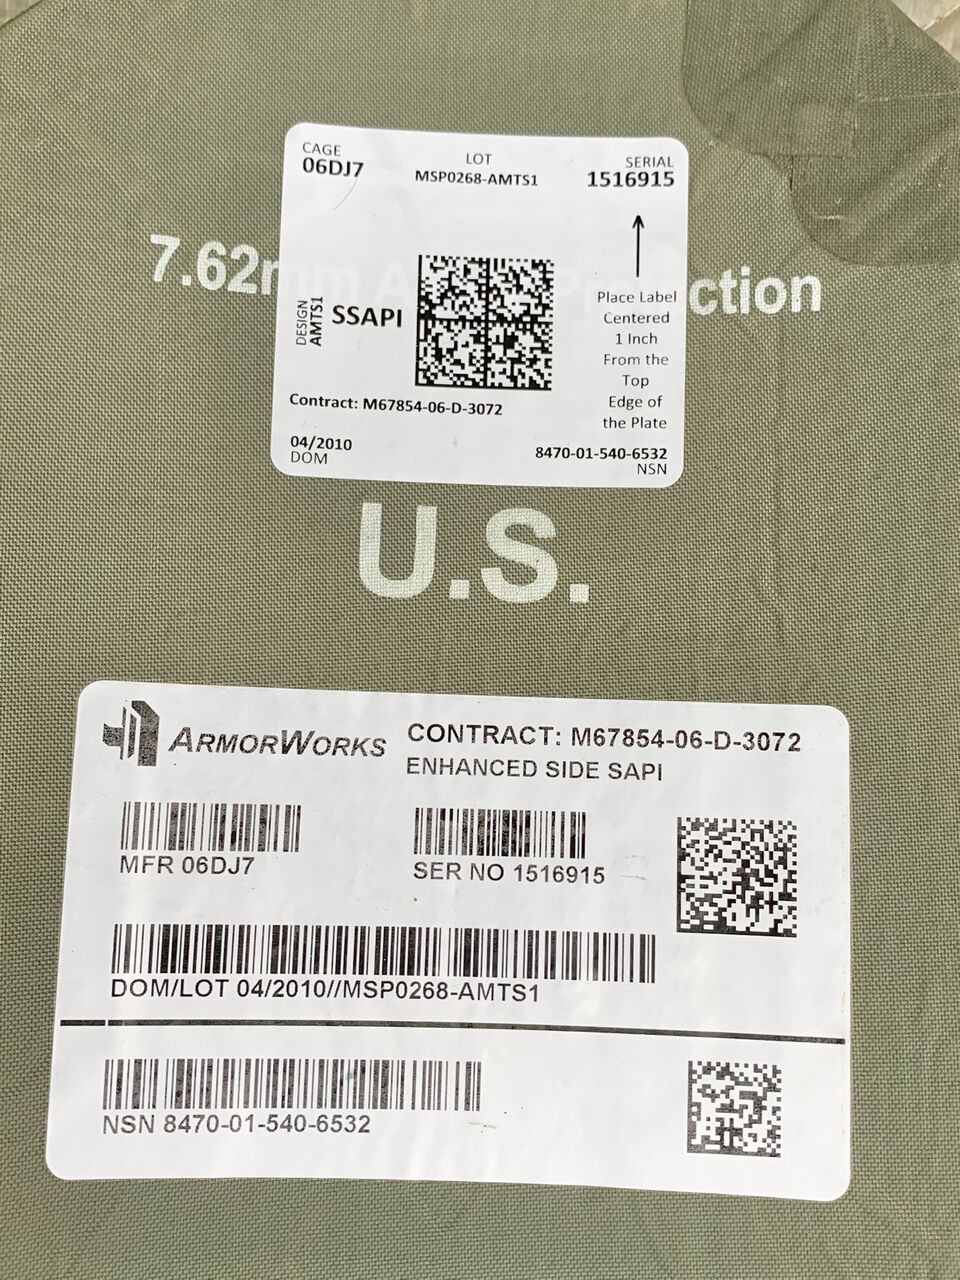 CAGE
06DJ7
LOT
MSP0268-AMTS1
SERIAL
1516915
7.62mm ction
DESIGN
AMTS1
SSAPI
Place Label
Centered
1 Inch
From the
Top
Edge of
the Plate
Contract: M67854-06-D-3072
04/2010
DOM
8470-01-540-6532
NSN
U.S.
ARMORWORKS
CONTRACT: M67854-06-D-3072
ENHANCED SIDE SAPI
MFR 06DJ7
SER NO 1516915
DOM/LOT 04/2010//MSP0268-AMTS1
NSN 8470-01-540-6532